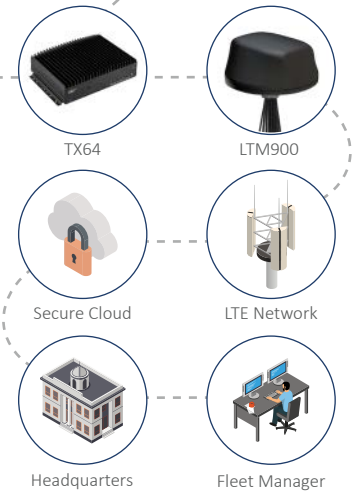 TX64
LTM900
Secure Cloud
LTE Network
Headquarters
Fleet Manager